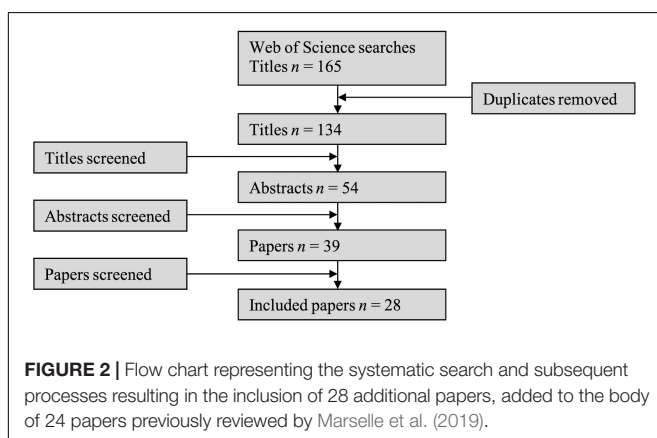 Web of Science searches
Titles n = 165
Duplicates removed
Titles n = 134
Titles screened
Abstracts n = 54
Abstracts screened
Papers n = 39
Papers screened
Included papers n = 28
FIGURE 2 | Flow chart representing the systematic search and subsequent
processes resulting in the inclusion of 28 additional papers, added to the body
of 24 papers previously reviewed by Marselle et al. (2019).